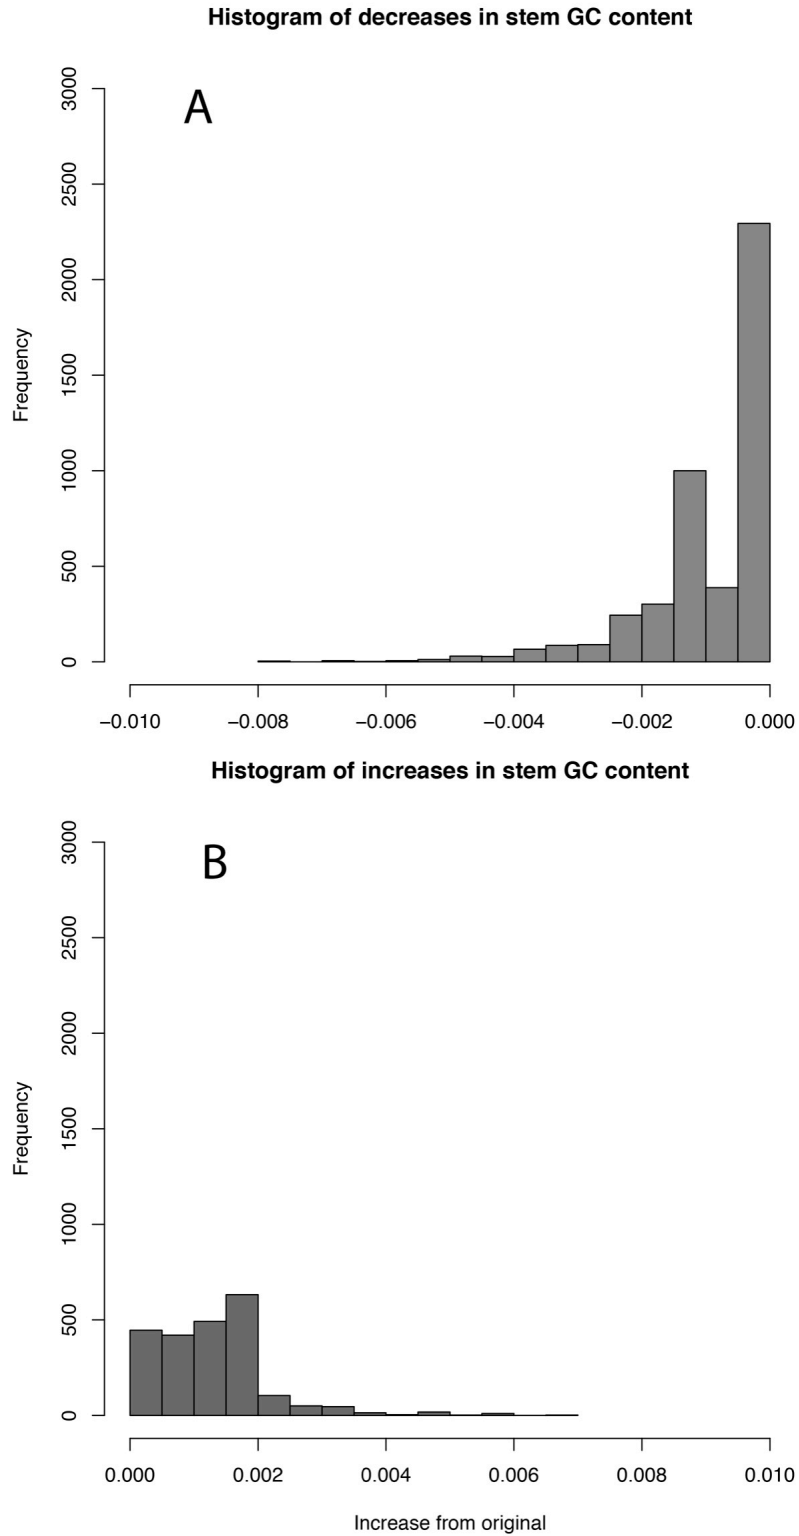 Histogram of decreases in stem GC content
A
3000
2500
2000
1500
1000
500
0
Frequency
−0.010 −0.008 −0.006 −0.004 −0.002 0.000
Histogram of increases in stem GC content
B
3000
2500
2000
1500
1000
500
0
Frequency
0.000 0.002 0.004 0.006 0.008 0.010
Increase from original